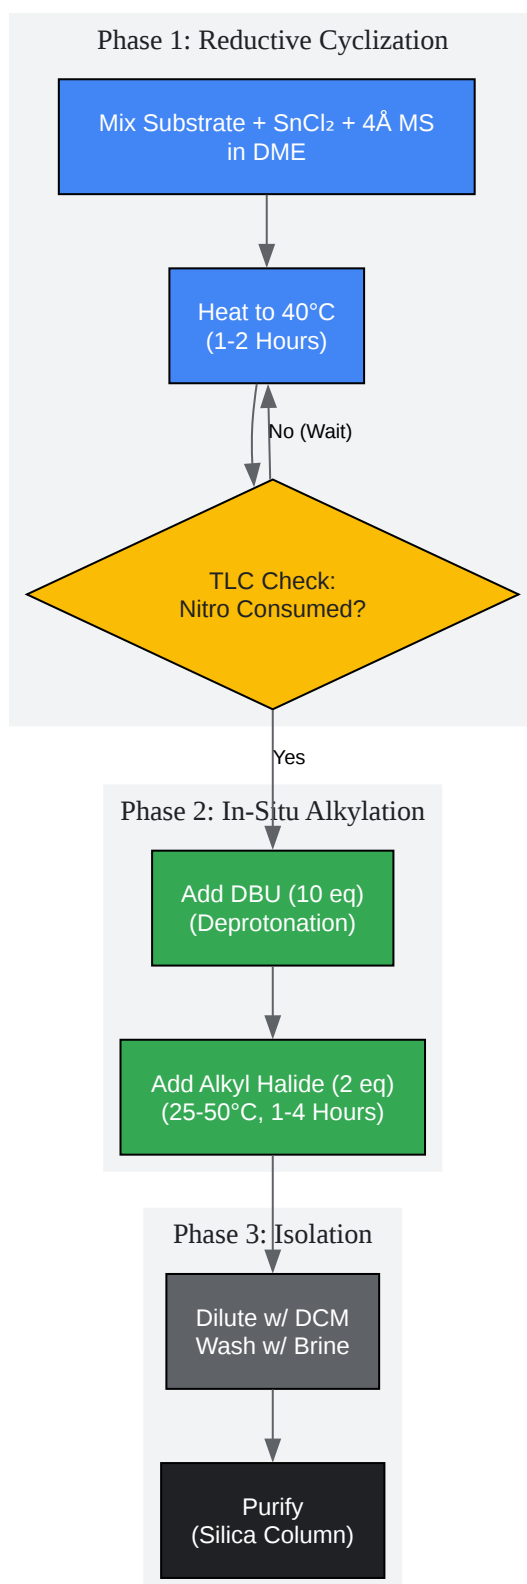 Phase 1: Reductive Cyclization
Mix Substrate + SnCl₂ + 4Å MS
in DME
Heat to 40°C
(1-2 Hours)
No (Wait)
TLC Check:
Nitro Consumed?
Yes
Phase 2: In-Situ Alkylation
Add DBU (10 eq)
(Deprotonation)
Add Alkyl Halide (2 eq)
(25-50°C, 1-4 Hours)
Phase 3: Isolation
Dilute w/ DCM
Wash w/ Brine
Purify
(Silica Column)